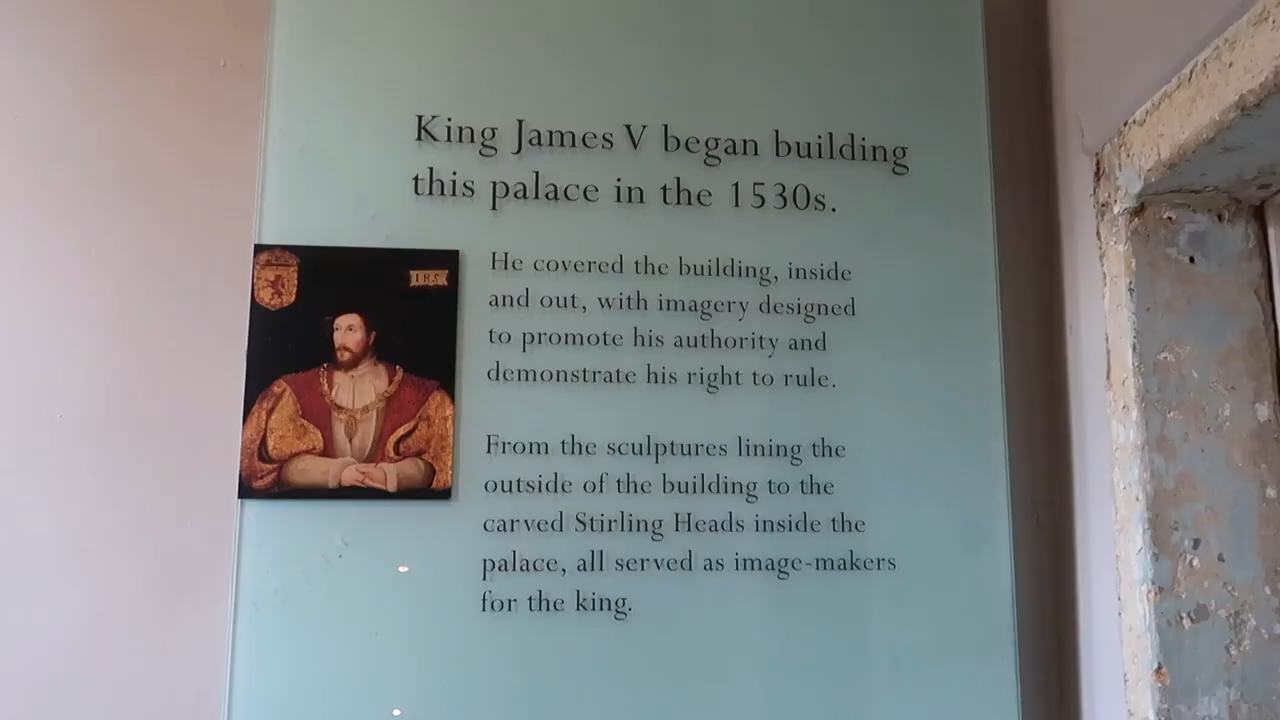 King James V began building
this palace in the 1530s.
IRS
He covered the building, inside
and out, with imagery designed
to promote his authority and
demonstrate his right to rule.
From the sculptures lining the
outside of the building to the
carved Stirling Heads inside the
palace, all served as image-makers
for the king.